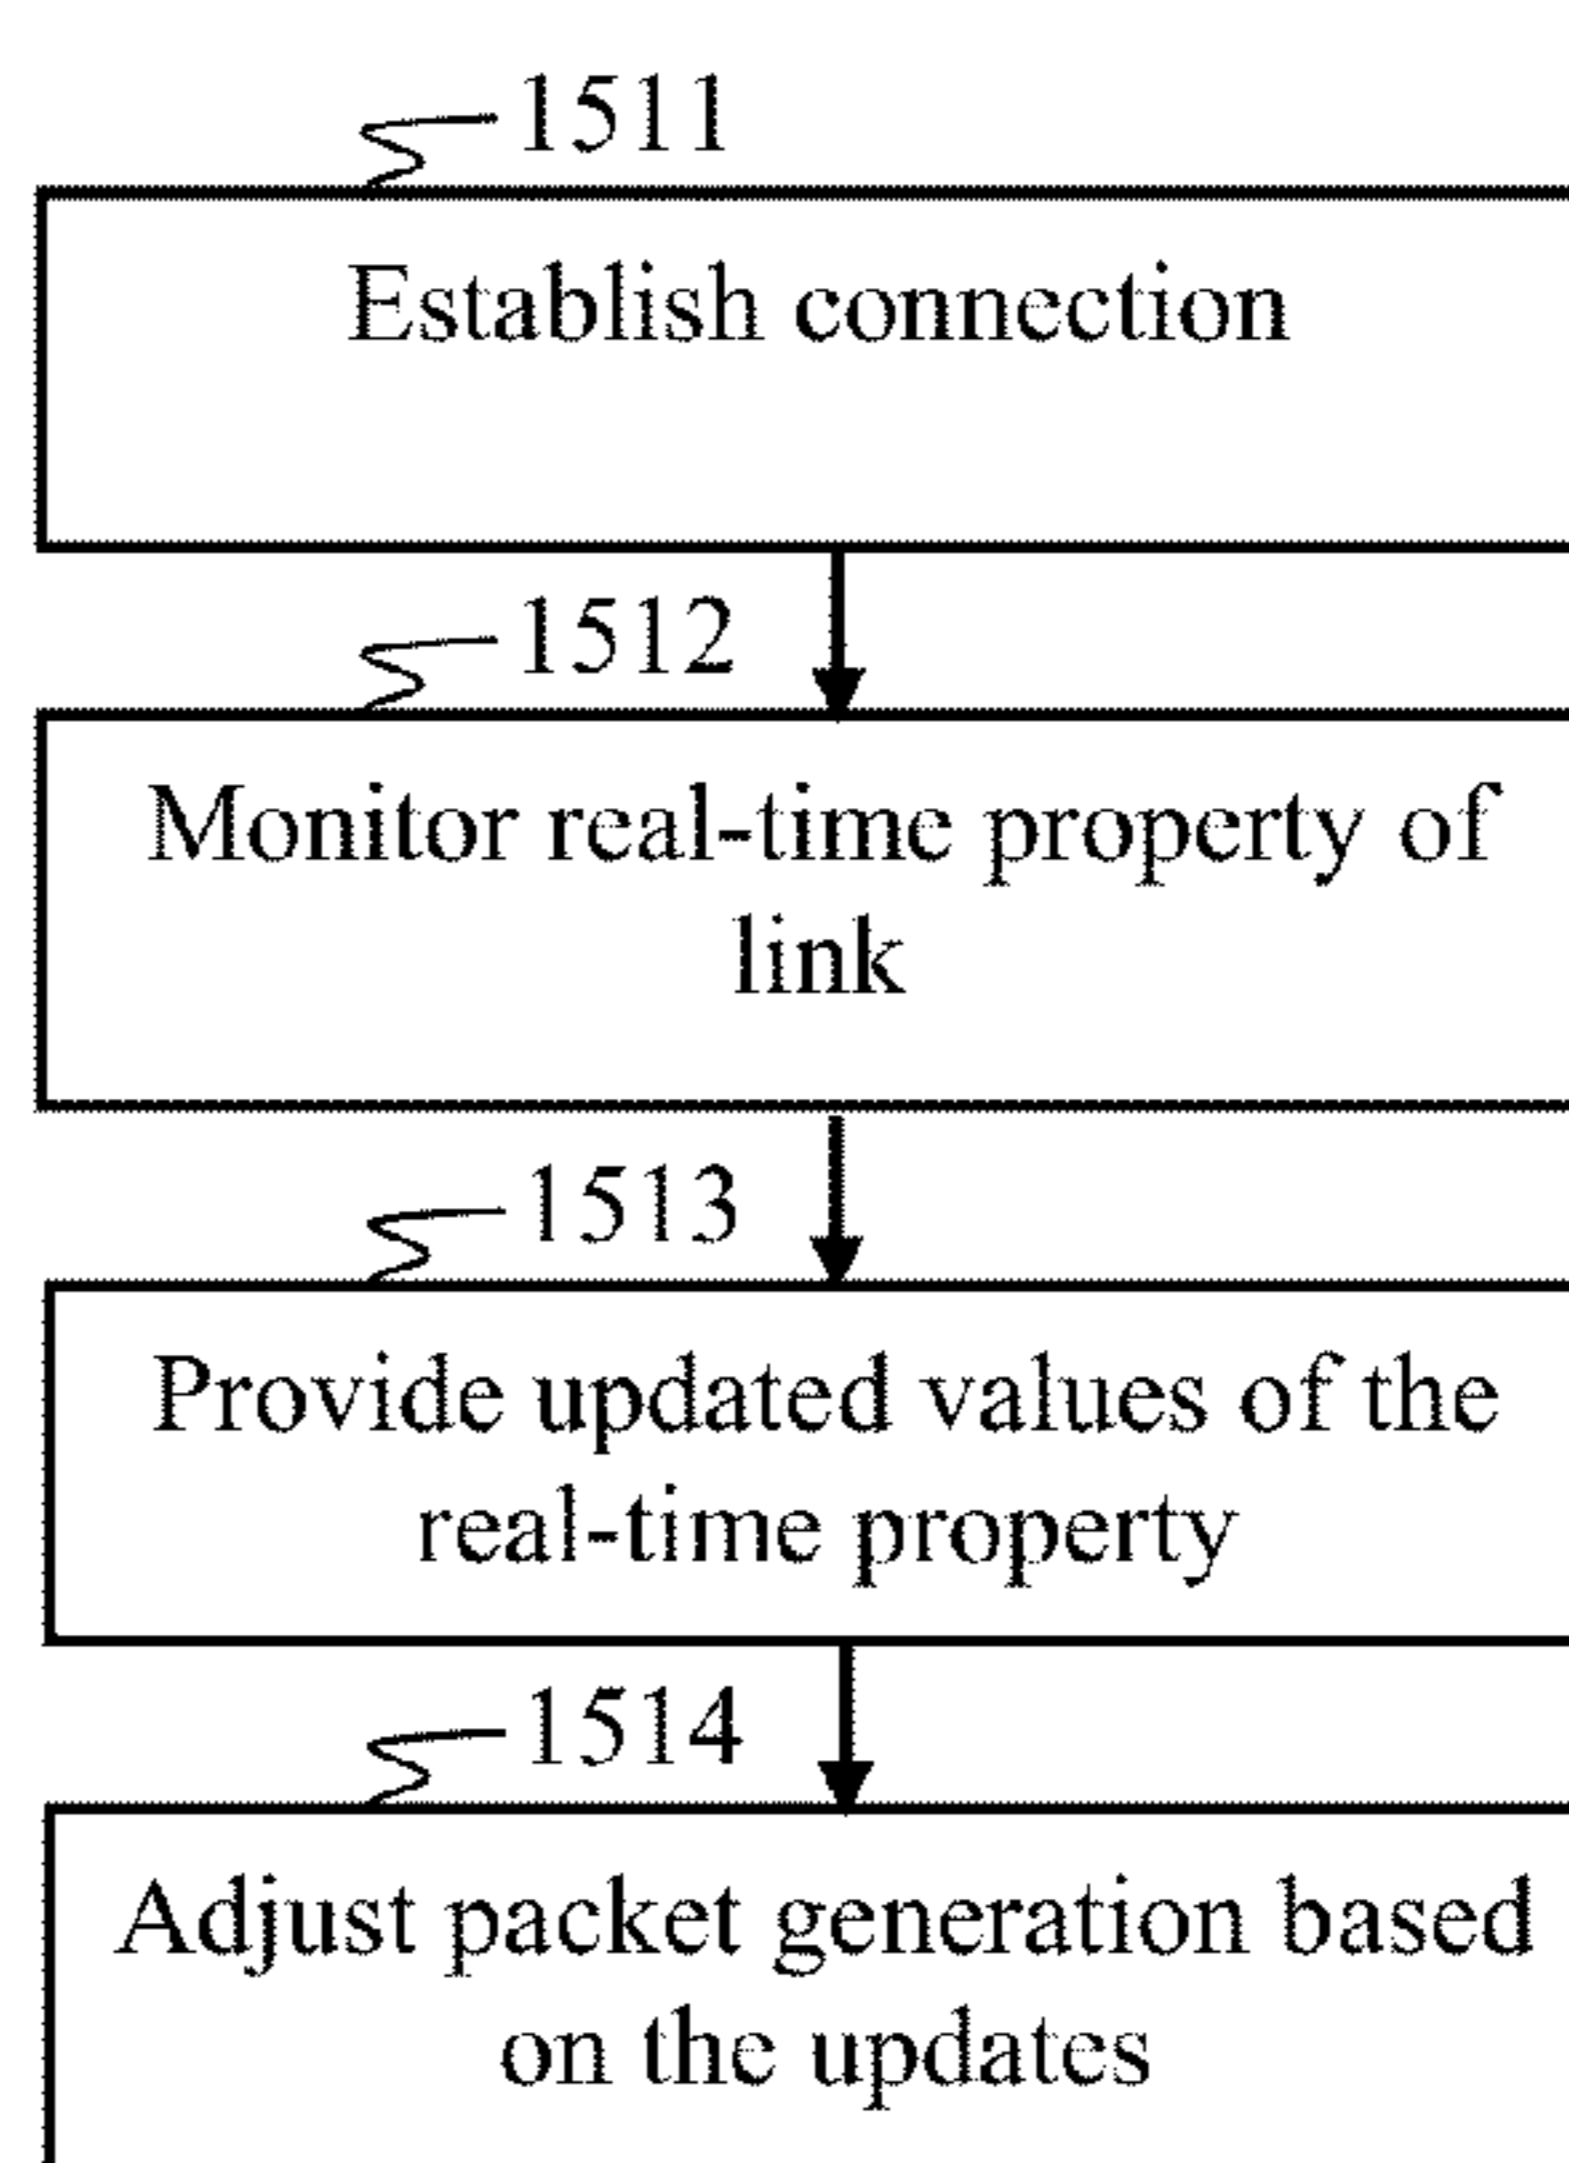 1511
Establish connection
1512
Monitor real-time property of
link
1513
Provide updated values of the
real-time property
1514
Adjust packet generation based
on the updates